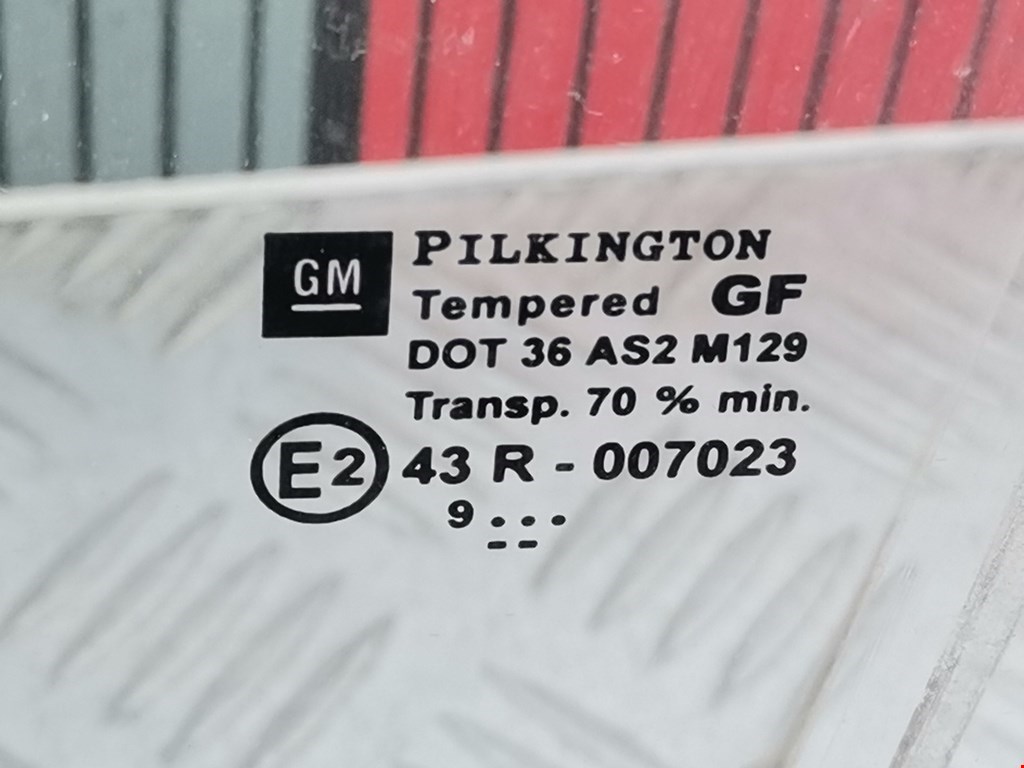 GM
PILKINGTON
Tempered GF
DOT 36 AS2 M129
Transp. 70 % min.
E2 43 R - 007023
9 . . .
- -